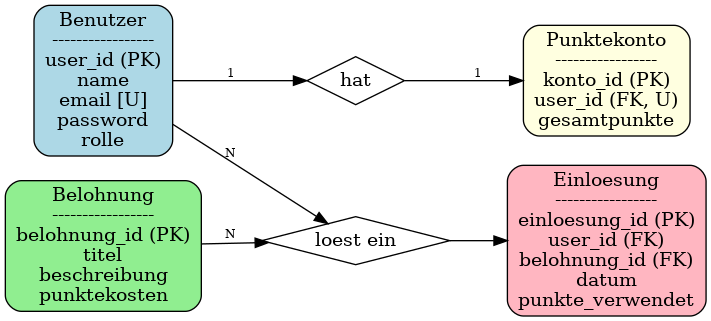 Benutzer
-----------------
user_id (PK)
name
email [U]
password
rolle
1
hat
1
Punktekonto
-----------------
konto_id (PK)
user_id (FK, U)
gesamtpunkte
N
Belohnung
-----------------
belohnung_id (PK)
titel
beschreibung
punktekosten
N
loest ein
Einloesung
-----------------
einloesung_id (PK)
user_id (FK)
belohnung_id (FK)
datum
punkte_verwendet